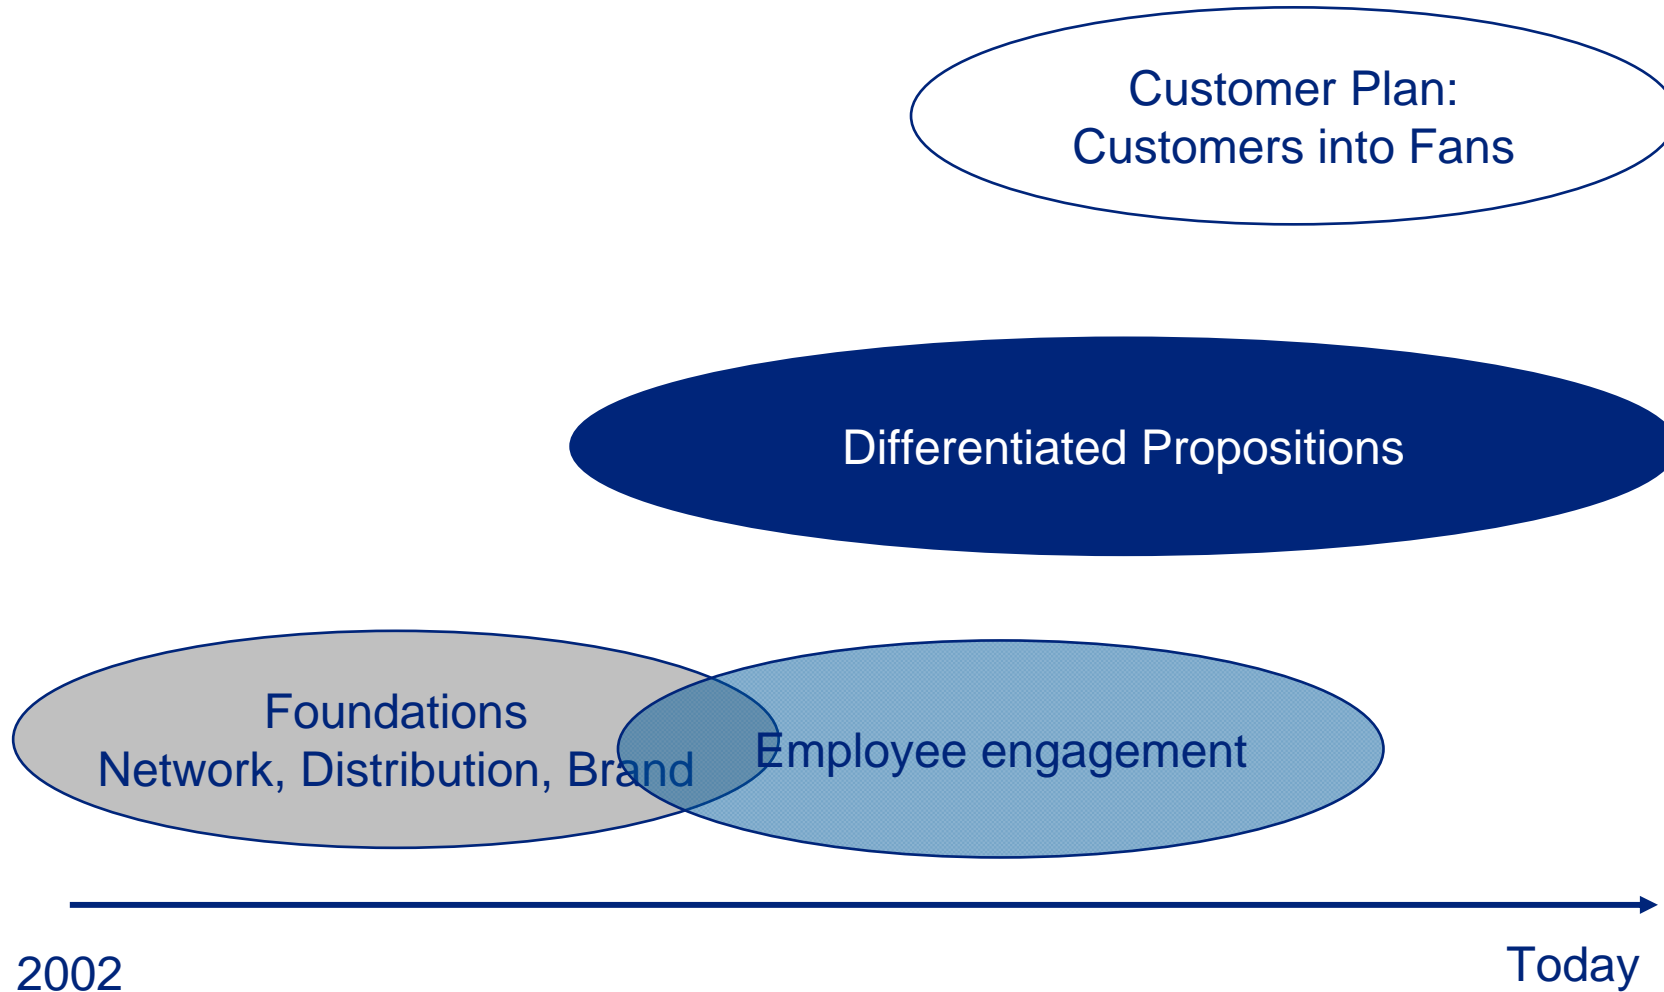 Customer Plan:
Customers into Fans
Differentiated Propositions
Foundations
Network, Distribution, Brand
Employee engagement
2002
Today